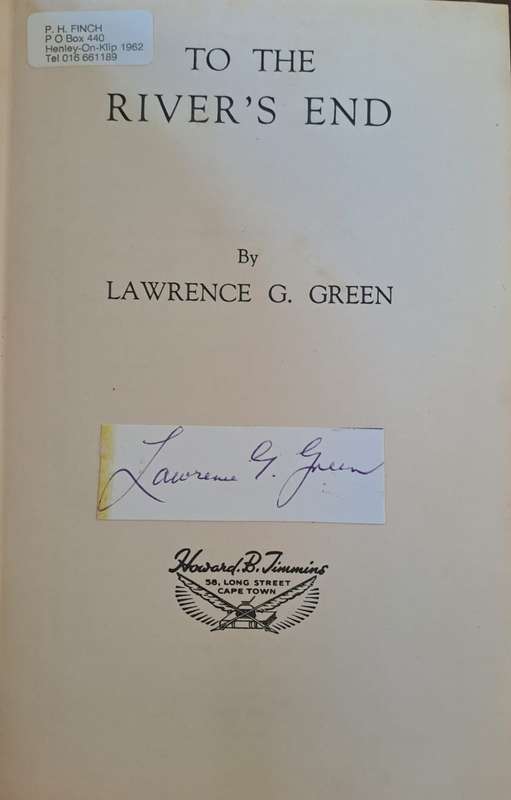 P. H. FINCH
P O Box 440
Henley-On-Klip 1962
Tel 016 661189
TO THE
RIVER'S END
By
LAWRENCE G. GREEN
Lawrence G. Green
Howard. B. Timmins
58, LONG STREET
CAPE TOWN